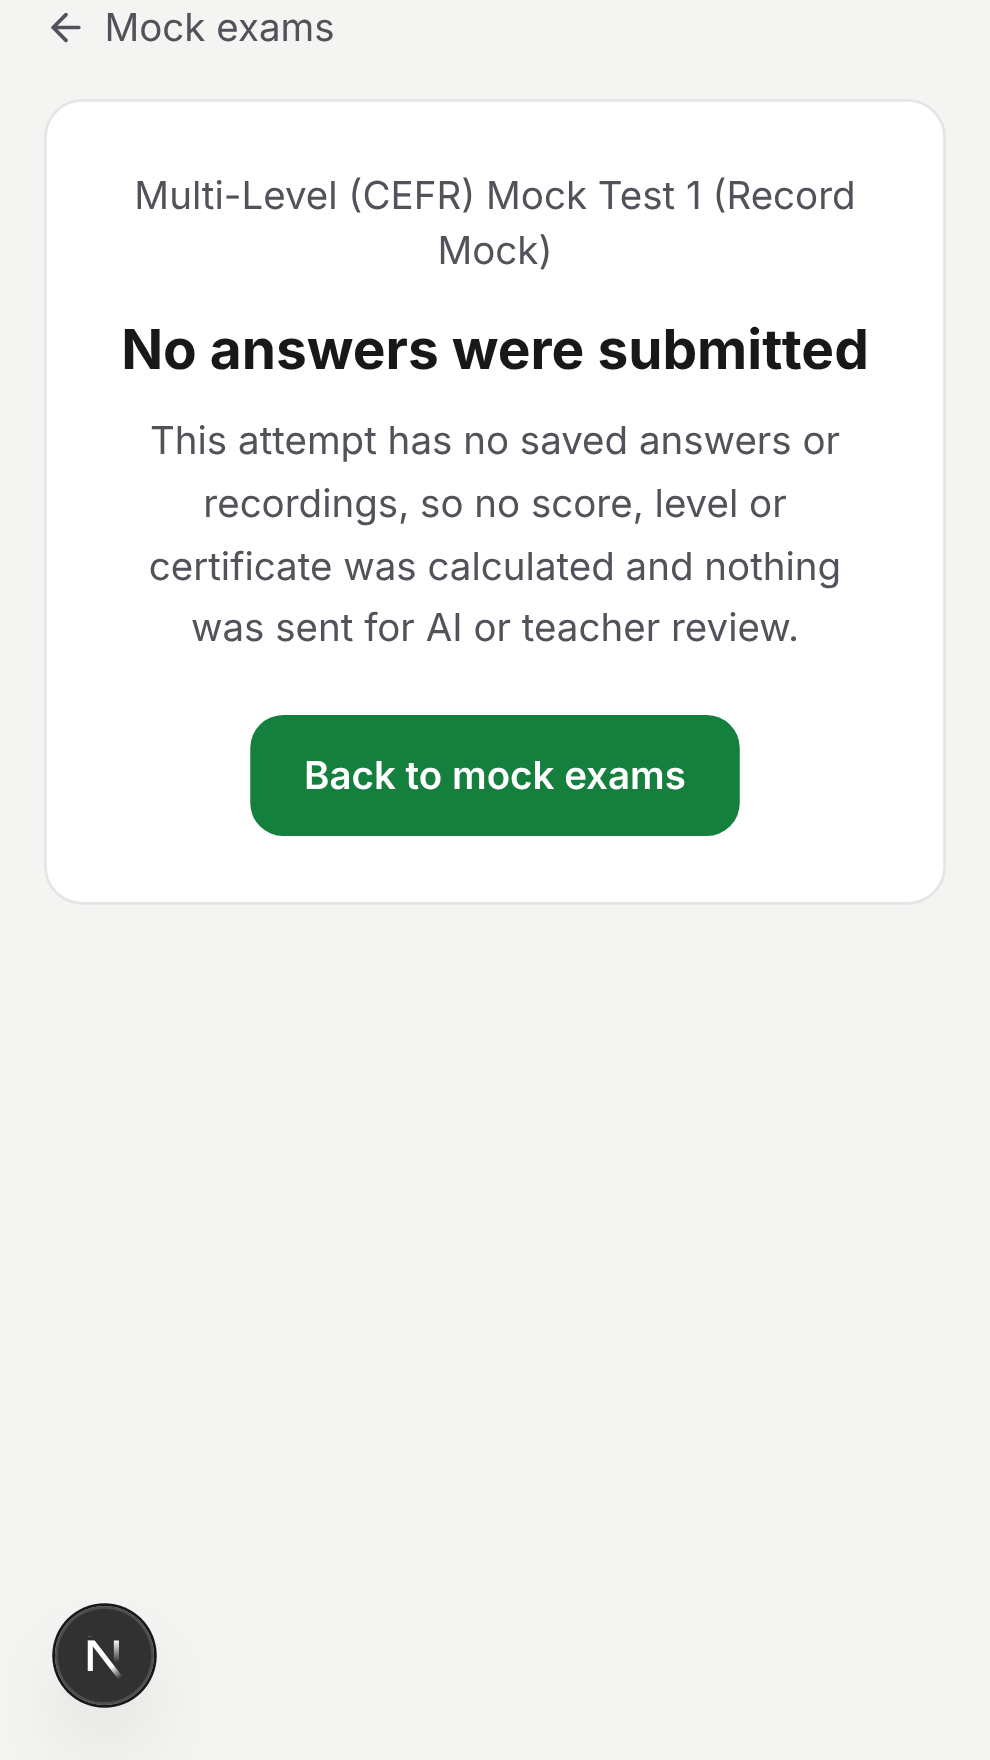 Mock exams
Multi-Level (CEFR) Mock Test 1 (Record
Mock)
No answers were submitted
This attempt has no saved answers or
recordings, so no score, level or
certificate was calculated and nothing
was sent for AI or teacher review.
Back to mock exams
N